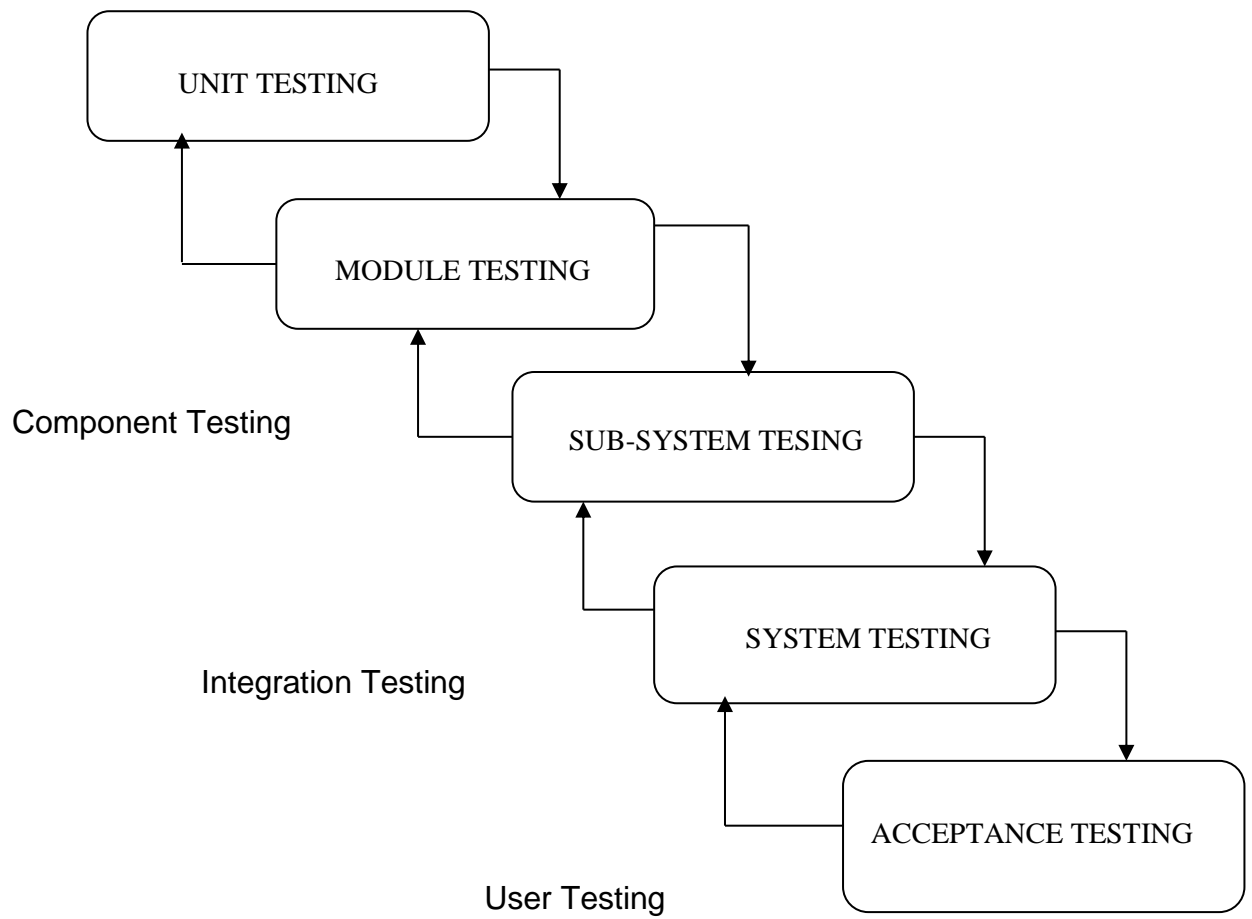 UNIT TESTING
MODULE TESTING
Component Testing
SUB-SYSTEM TESING
SYSTEM TESTING
Integration Testing
ACCEPTANCE TESTING
User Testing